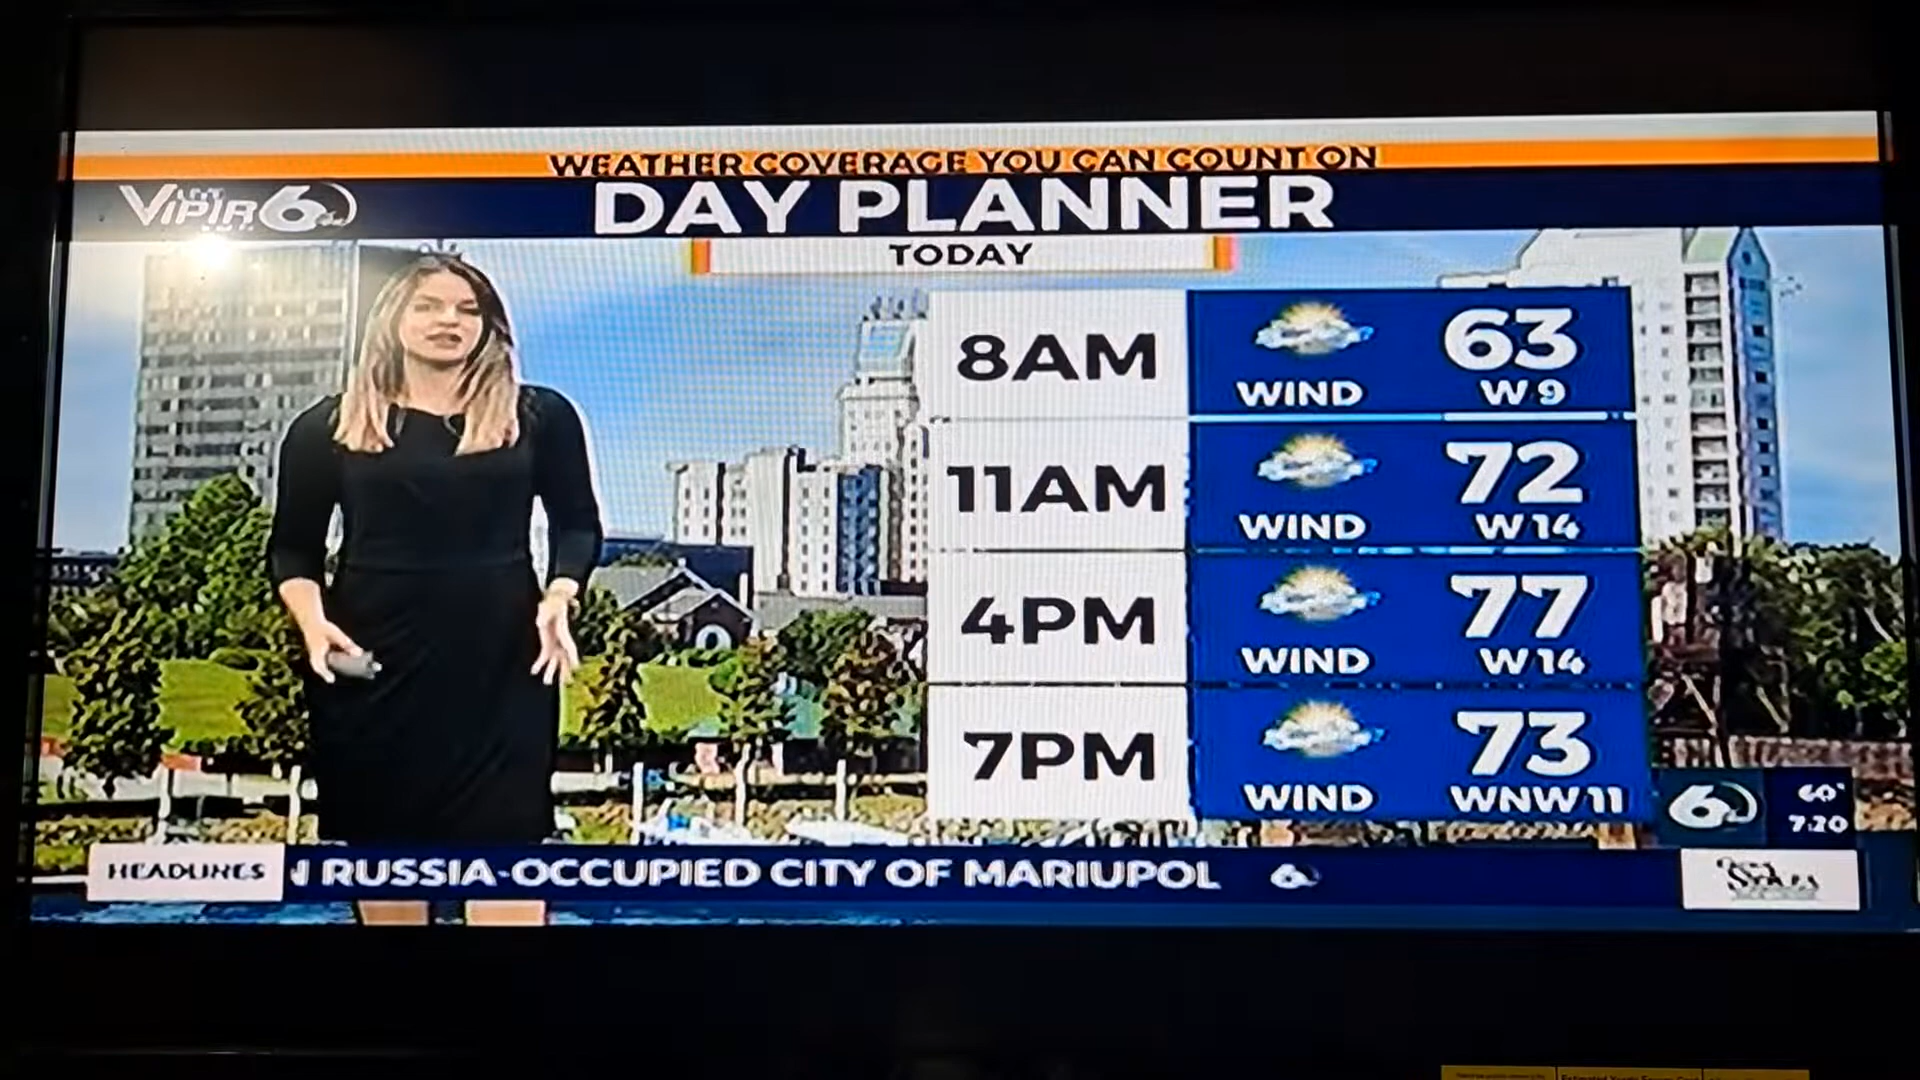 WEATHER COVERAGE YOU CAN COUNT ON
VIPIR 6
DAY PLANNER
TODAY
8AM
WIND
63
W 9
11AM
WIND
72
W 14
4PM
WIND
77
W 14
7PM
WIND
73
WNW 11
6
60°
7:20
HEADLINES
RUSSIA-OCCUPIED CITY OF MARIUPOL
6